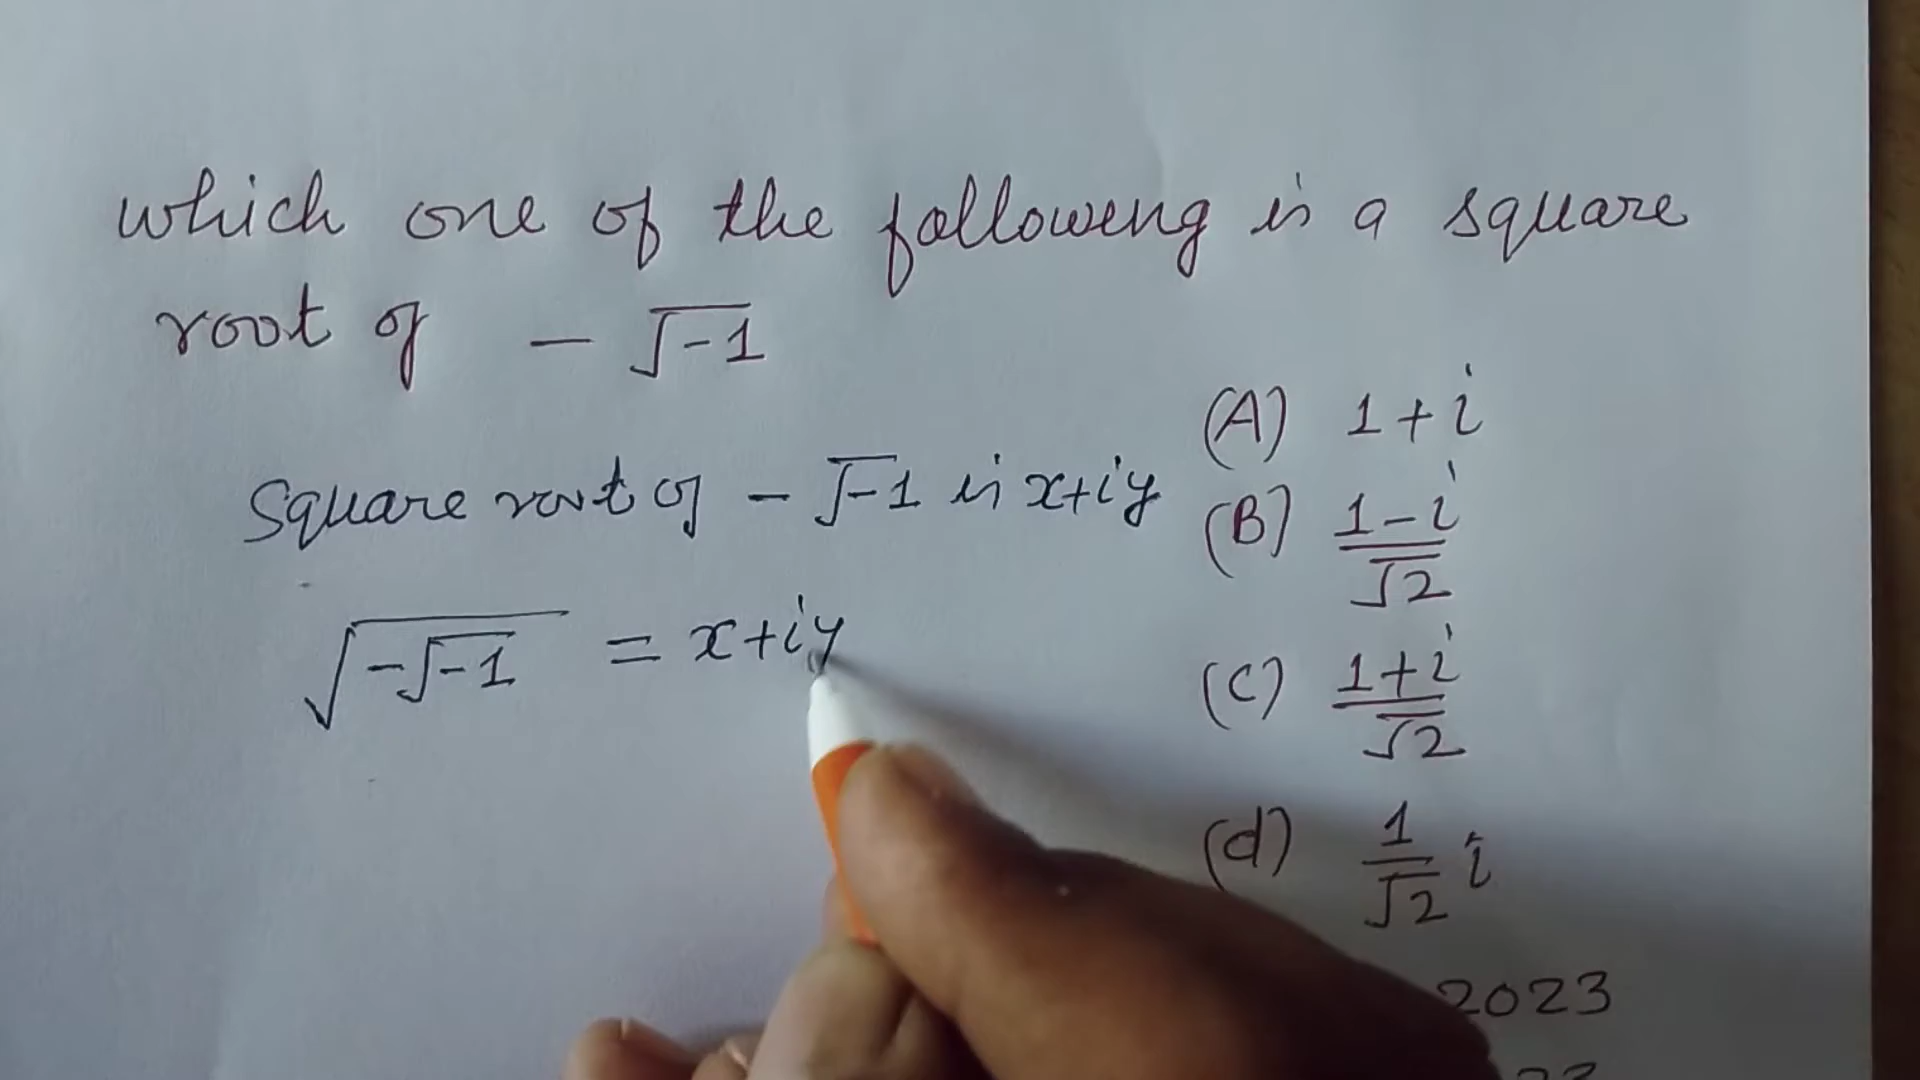 which one of the following is a square
root of - √-1
(A) 1+i
Square root of - √-1 is x+iy
(B) 1-i/√2
√-√-1 = x+iy
(C) 1+i/√2
(d) 1/√2 i
2023